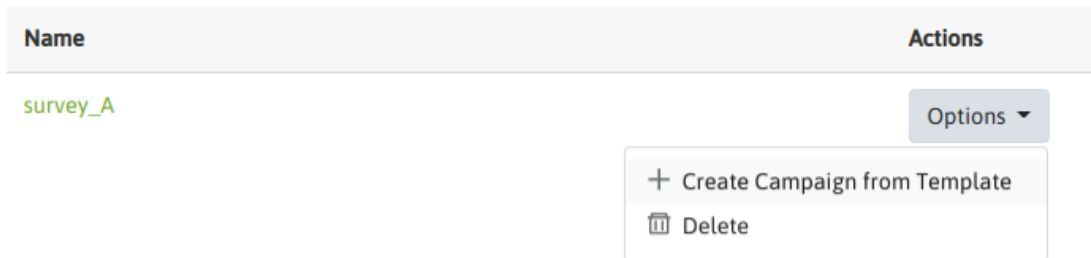 Name Actions
survey_A Options
Create Campaign from Template
Delete